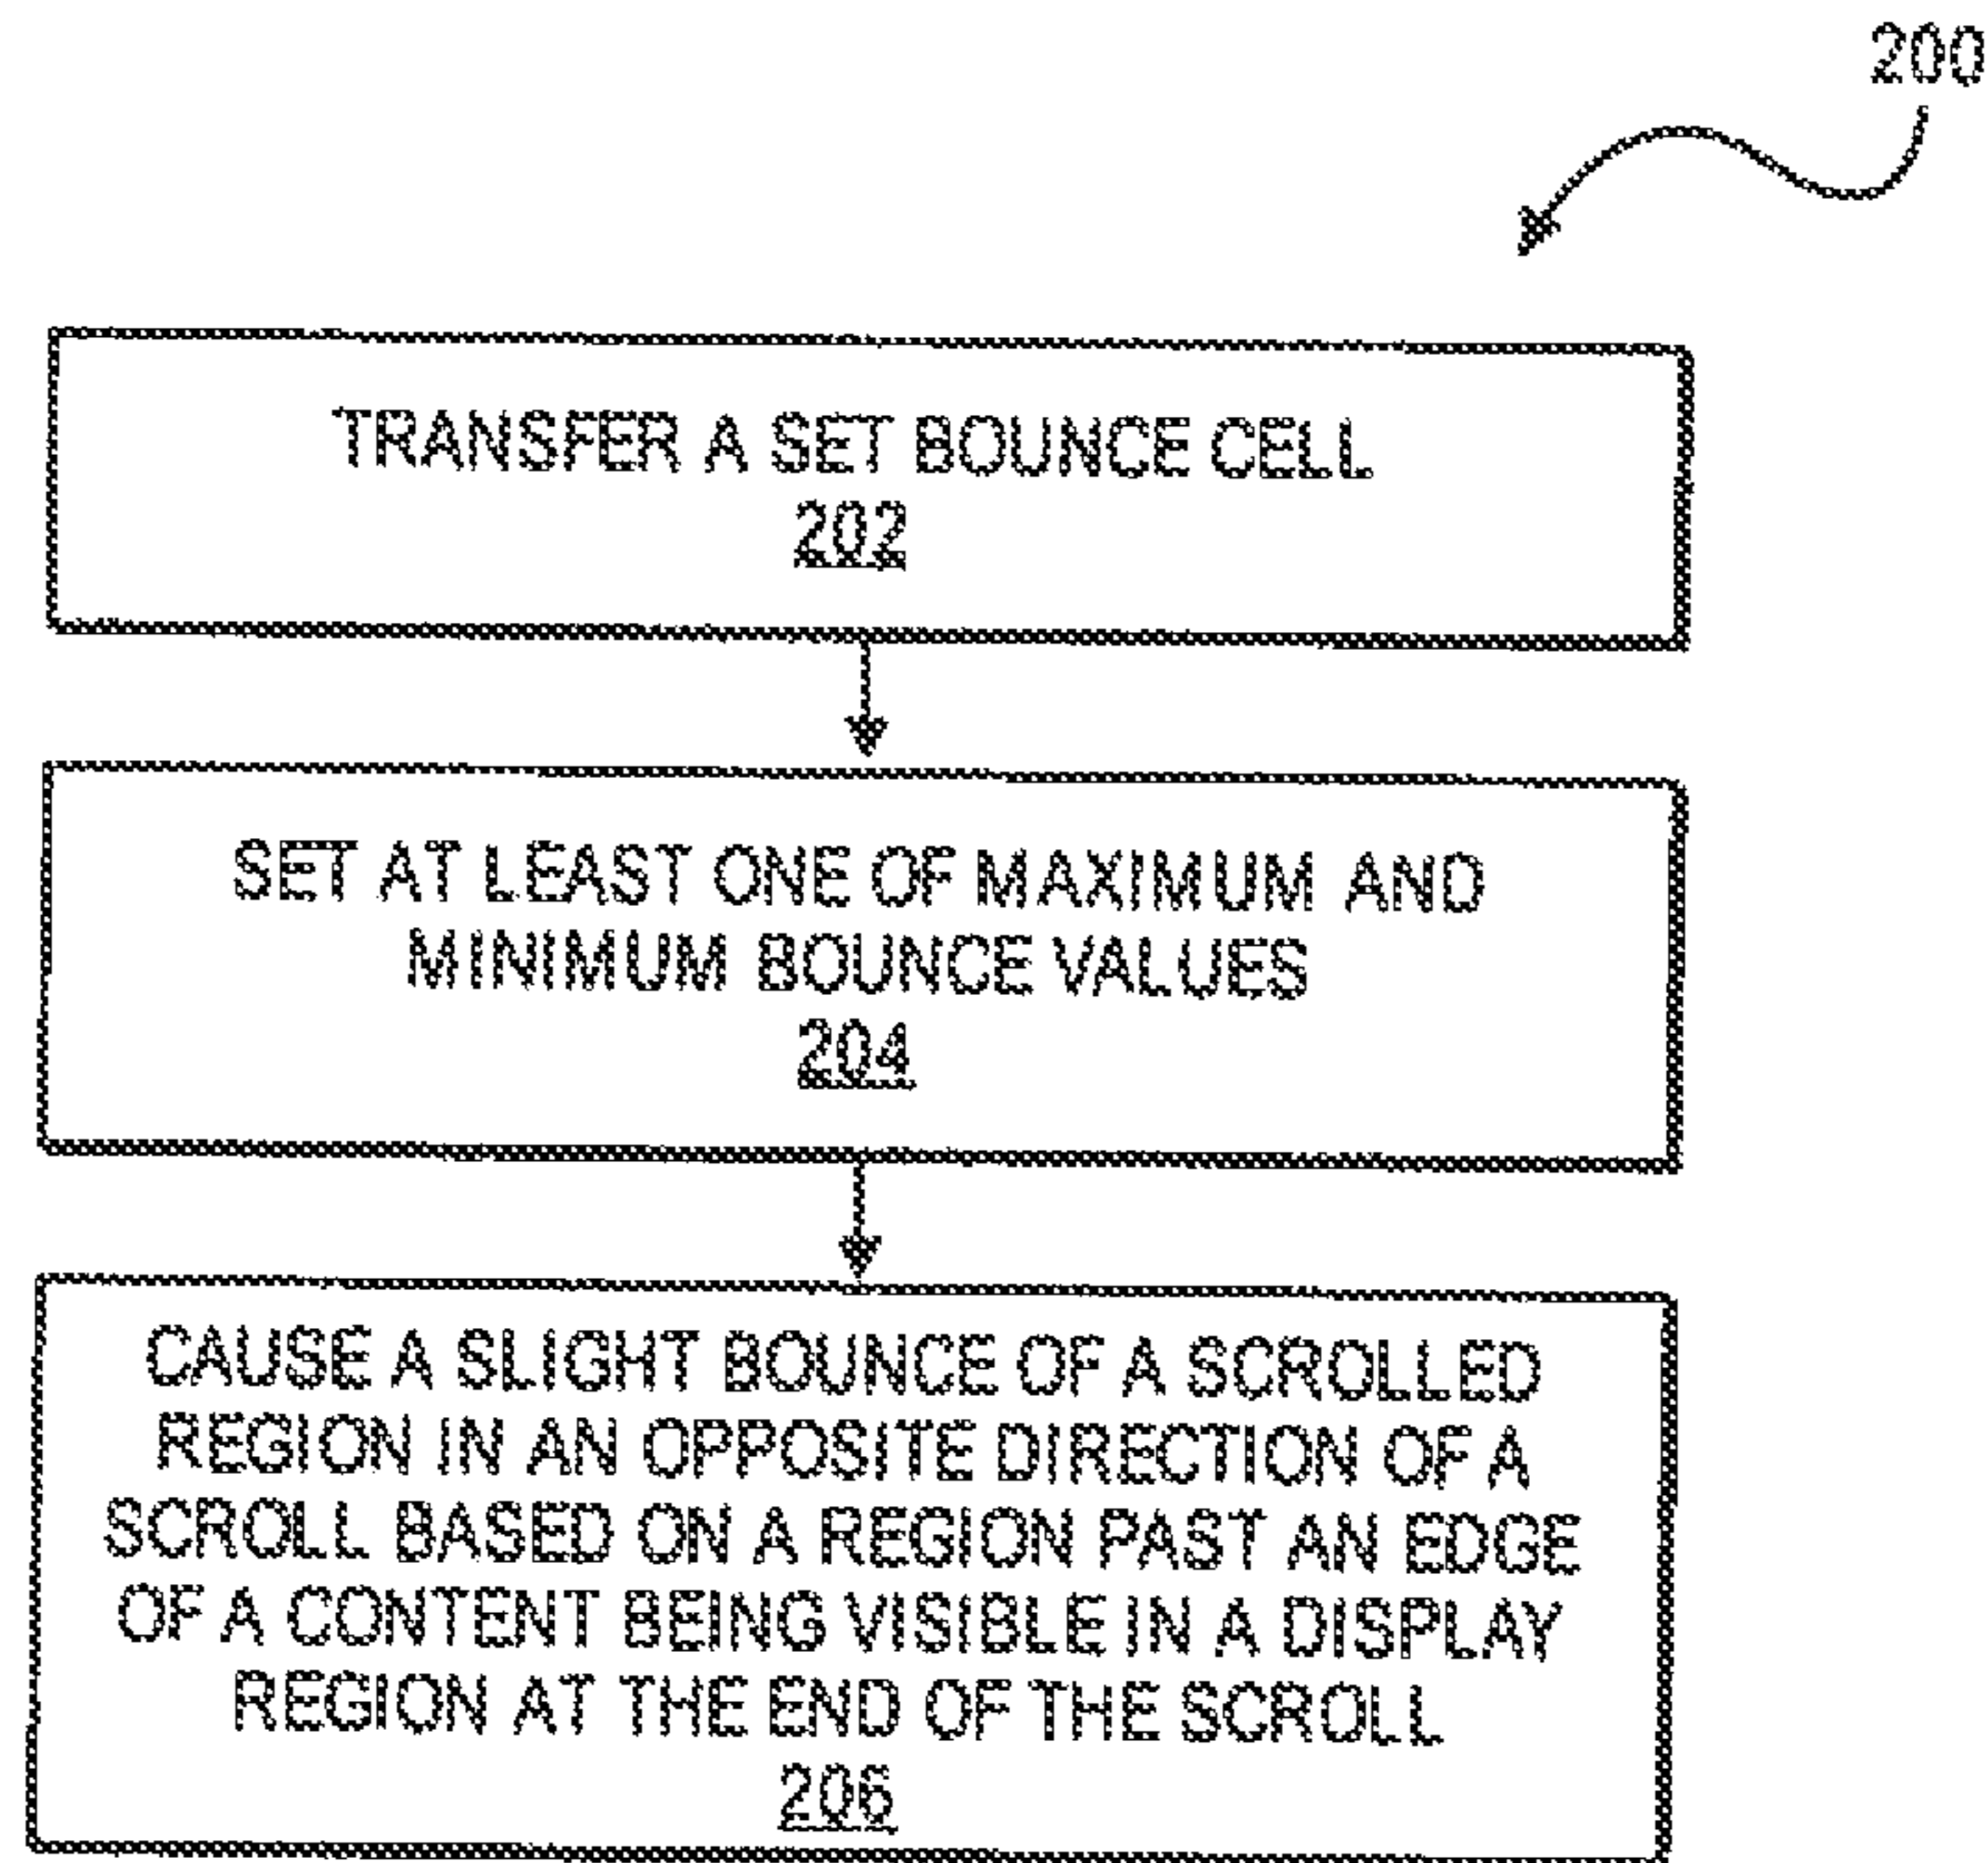 200
TRANSFER A SET BOUNCE CELL
202
SET AT LEAST ONE OF MAXIMUM AND
MINIMUM BOUNCE VALUES
204
CAUSE A SLIGHT BOUNCE OF A SCROLLED
REGION IN AN OPPOSITE DIRECTION OF A
SCROLL BASED ON A REGION PAST AN EDGE
OF A CONTENT BEING VISIBLE IN A DISPLAY
REGION AT THE END OF THE SCROLL
206